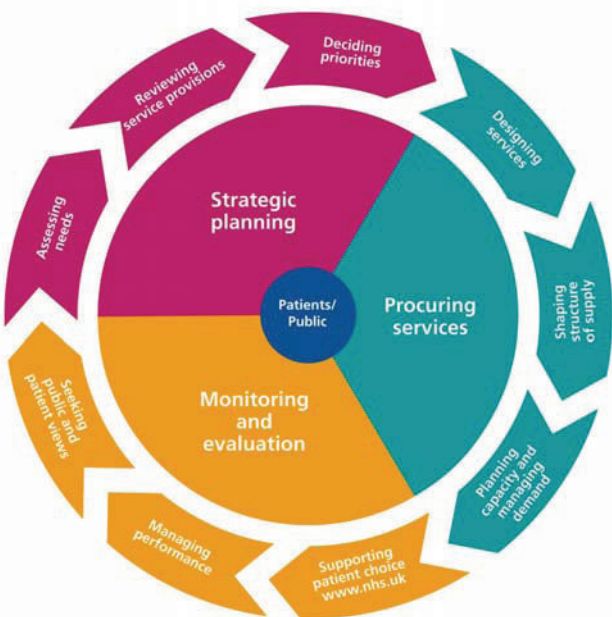 Deciding
priorities
Reviewing
service provisions
Designing
services
Assessing
needs
Strategic
planning
Patients/
Public
Procuring
services
Shaping
structure
of supply
Monitoring
and
evaluation
Seeking
public and
patient views
Planning
capacity and
managing
demand
Managing
performance
Supporting
patient choice
www.nhs.uk